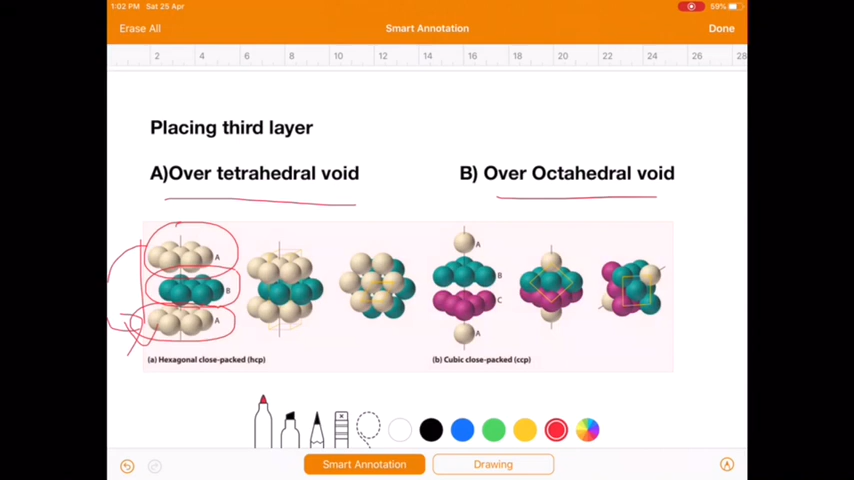 1:02 PM Sat 25 Apr
59%
Erase All
Smart Annotation
Done
2 4 6 8 10 12 14 16 18 20 22 24 26 28
Placing third layer
A)Over tetrahedral void
B) Over Octahedral void
A
B
A
A
B
C
A
(a) Hexagonal close-packed (hcp)
(b) Cubic close-packed (ccp)
Smart Annotation
Drawing